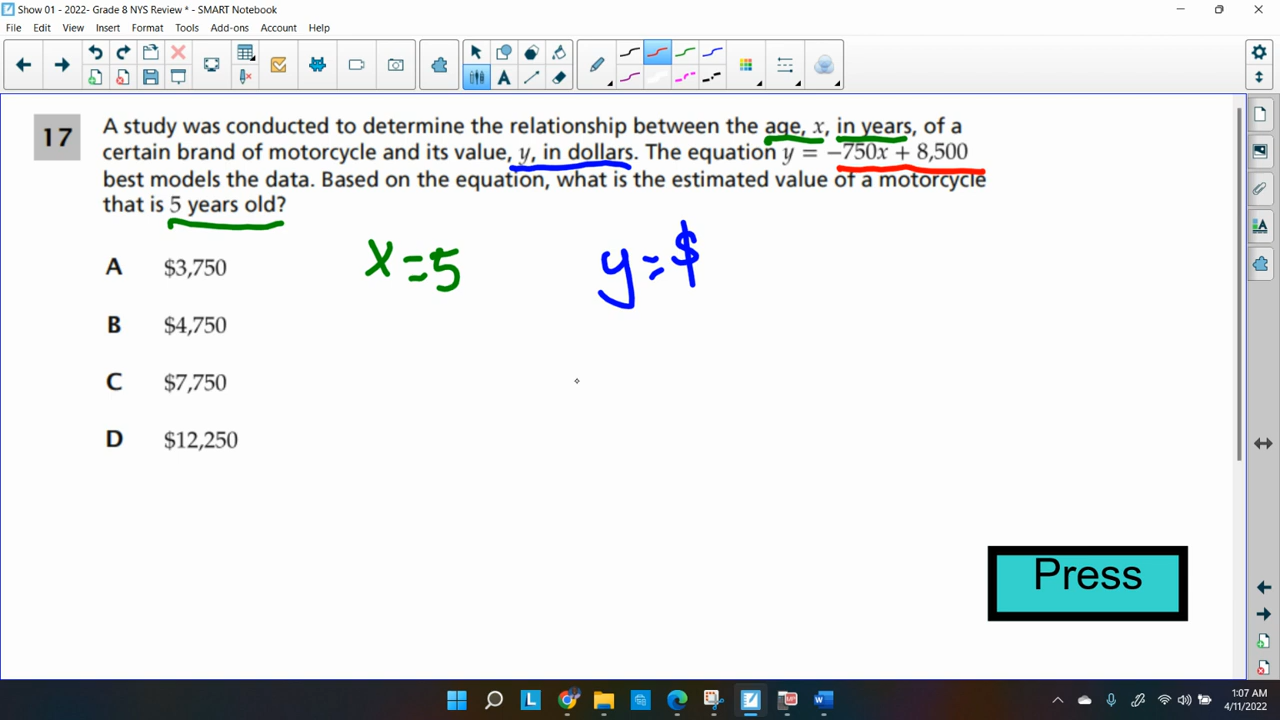 Show 01 - 2022- Grade 8 NYS Review * - SMART Notebook
File Edit View Insert Format Tools Add-ons Account Help
17
A study was conducted to determine the relationship between the age, x, in years, of a
certain brand of motorcycle and its value, y, in dollars. The equation y = −750x + 8,500
best models the data. Based on the equation, what is the estimated value of a motorcycle
that is 5 years old?
x=5 y=$
A $3,750
B $4,750
C $7,750
D $12,250
Press
1:07 AM
4/11/2022